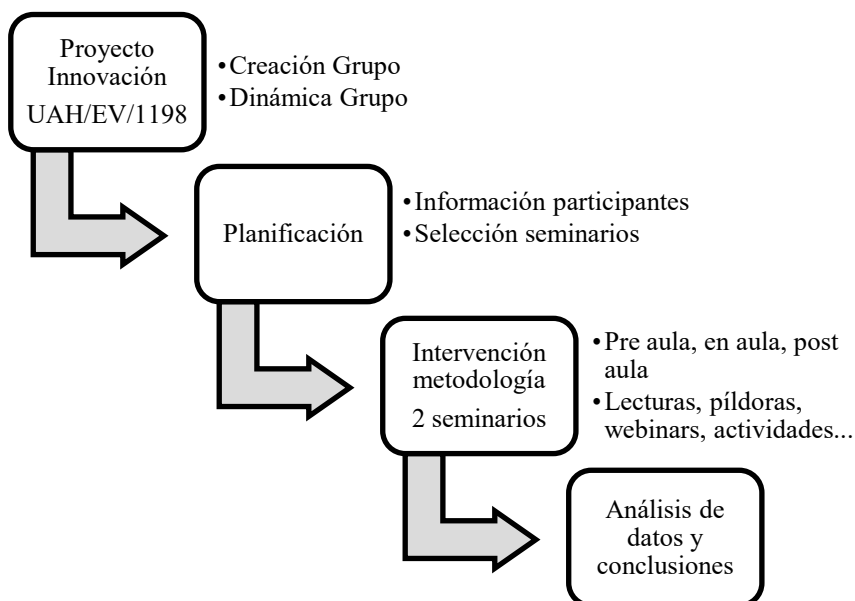 Proyecto
Innovación
UAH/EV/1198
•Creación Grupo
•Dinámica Grupo
Planificación
•Información participantes
•Selección seminarios
Intervención
metodología
2 seminarios
•Pre aula, en aula, post
aula
•Lecturas, píldoras,
webinars, actividades...
Análisis de
datos y
conclusiones